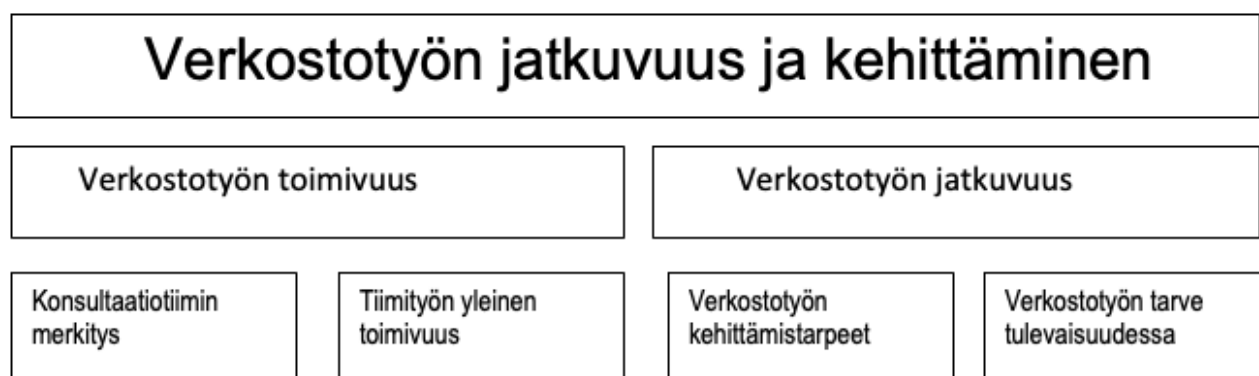 Verkostotyön jatkuvuus ja kehittäminen
Verkostotyön toimivuus
Verkostotyön jatkuvuus
Konsultaatiotiimin
merkitys
Tiimityön yleinen
toimivuus
Verkostotyön
kehittämistarpeet
Verkostotyön tarve
tulevaisuudessa